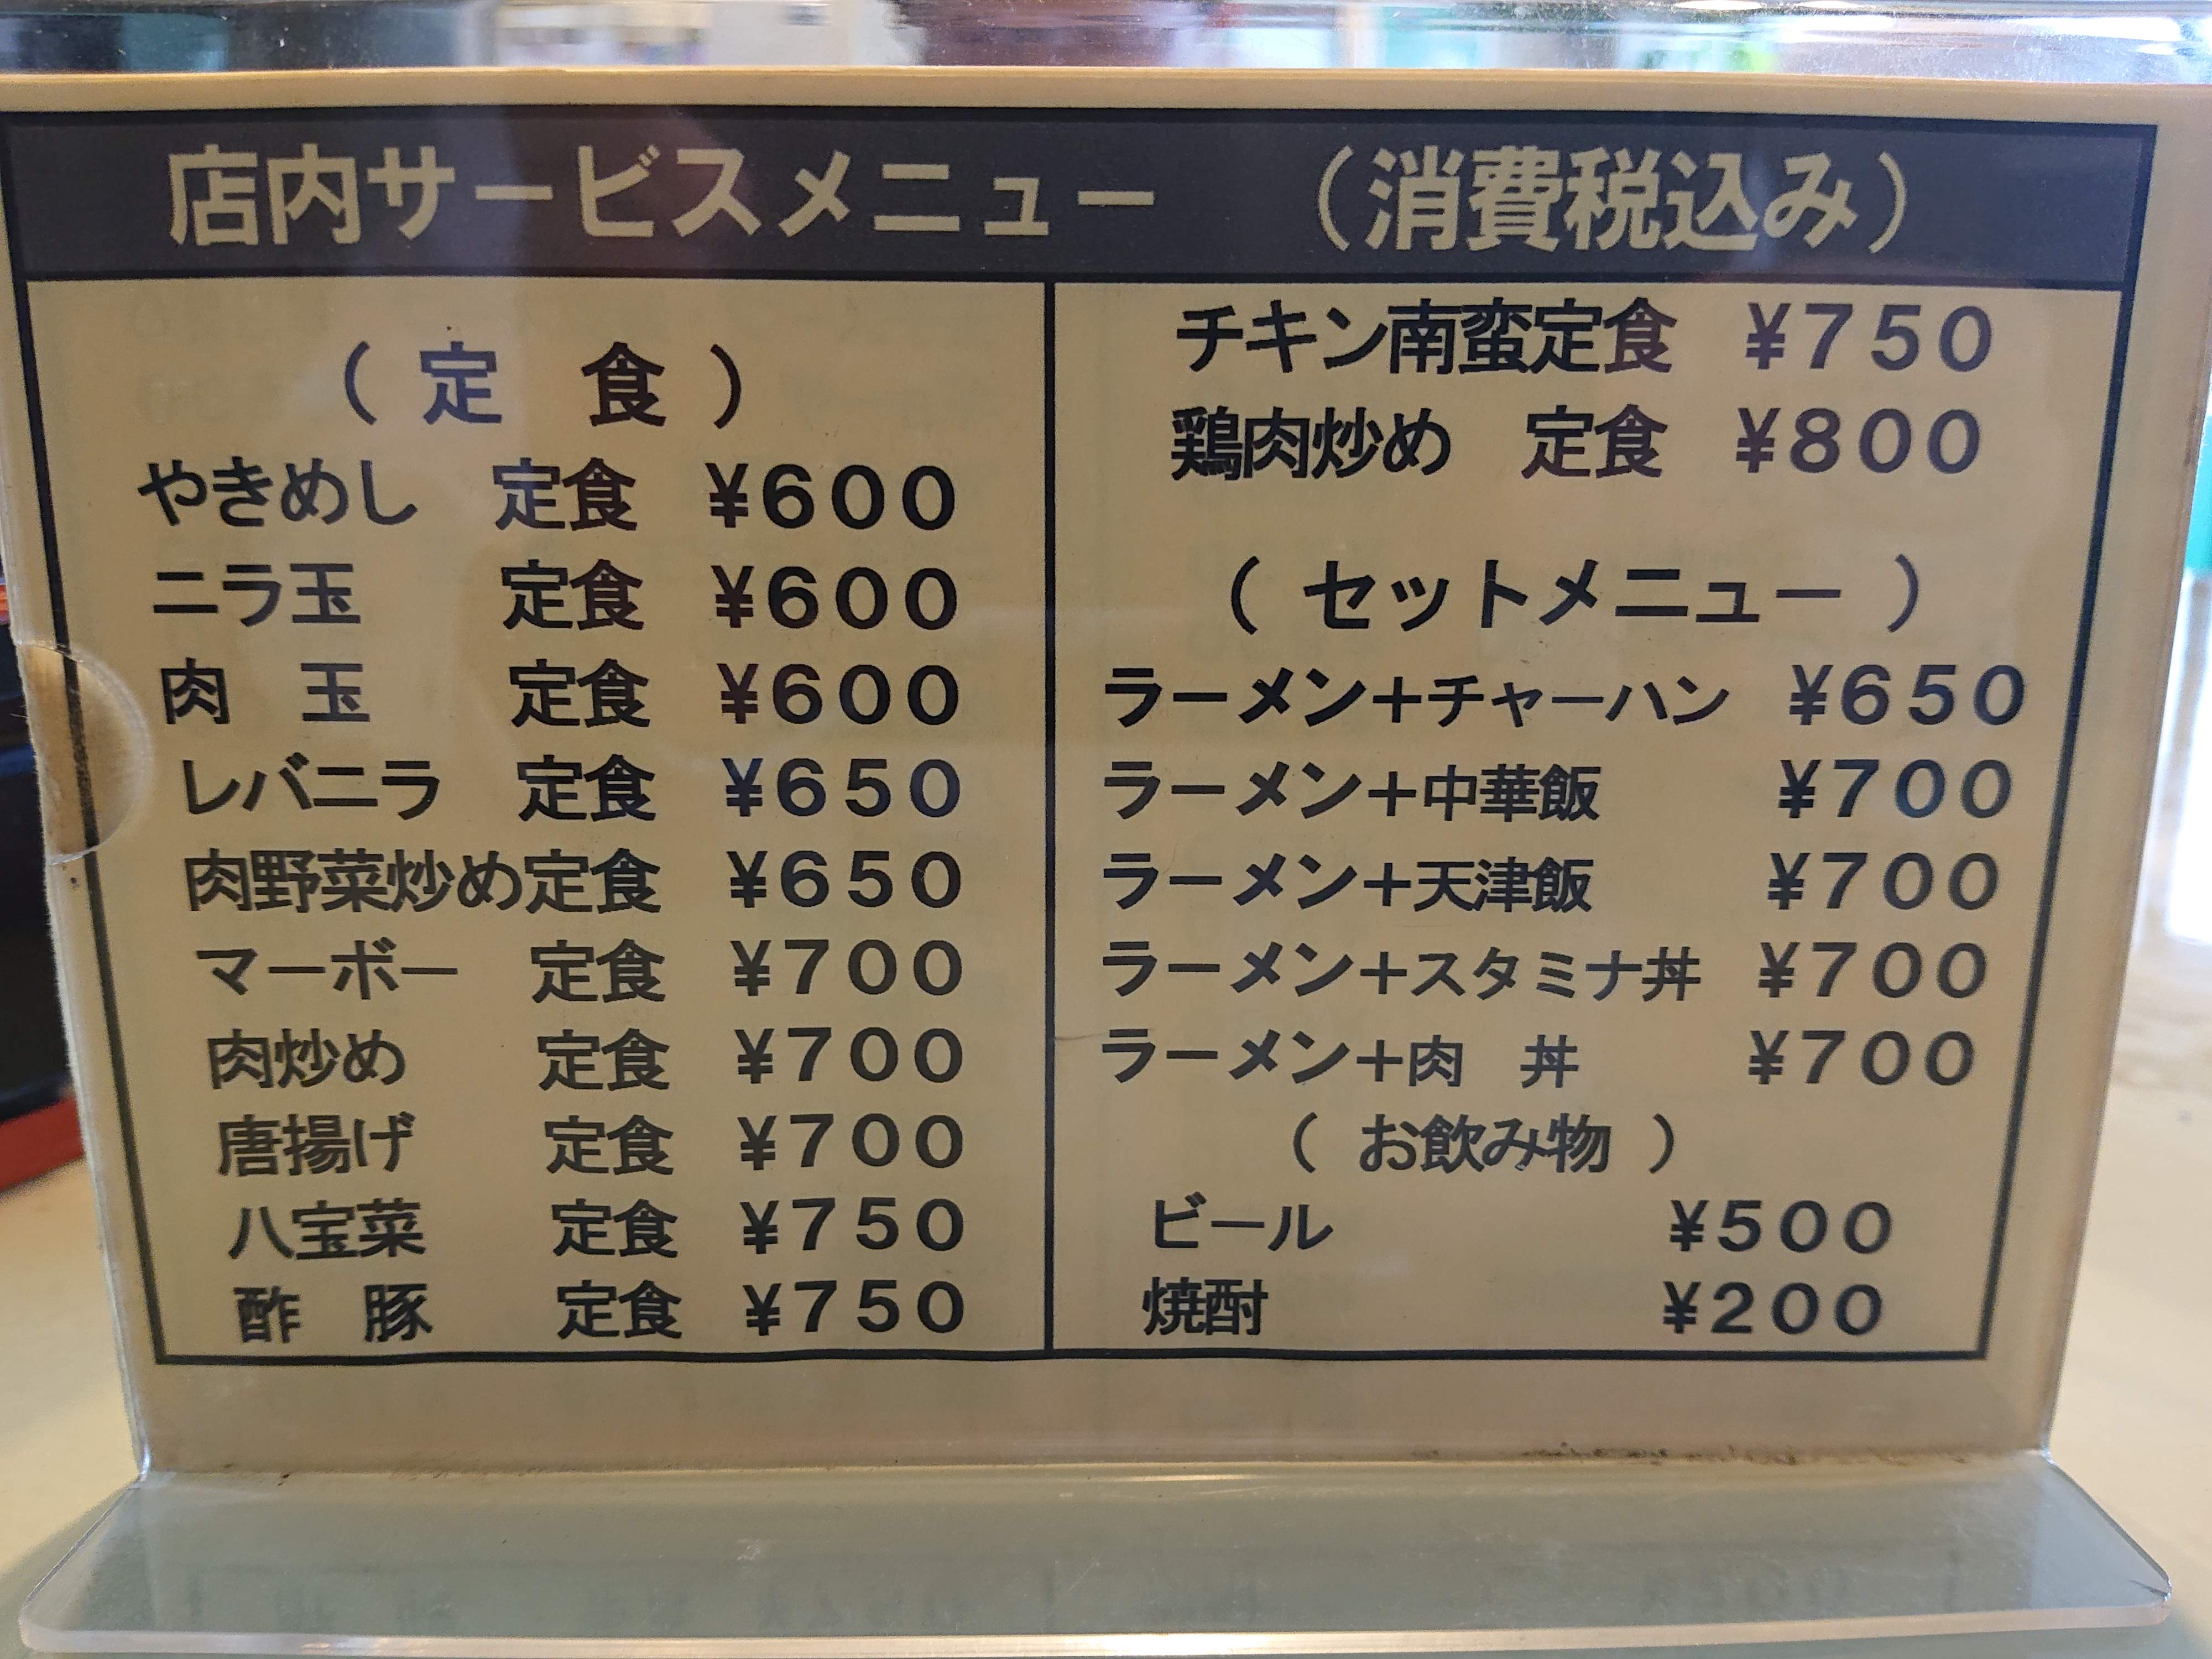 店内サービスメニュー （消費税込み）
（ 定 食 ）
やきめし 定食 ¥600
ニラ玉 定食 ¥600
肉 玉 定食 ¥600
レバニラ 定食 ¥650
肉野菜炒め定食 ¥650
マーボー 定食 ¥700
肉炒め 定食 ¥700
唐揚げ 定食 ¥700
八宝菜 定食 ¥750
酢 豚 定食 ¥750
チキン南蛮定食 ¥750
鶏肉炒め 定食 ¥800
（ セットメニュー ）
ラーメン＋チャーハン ¥650
ラーメン＋中華飯 ¥700
ラーメン＋天津飯 ¥700
ラーメン＋スタミナ丼 ¥700
ラーメン＋肉 丼 ¥700
（ お飲み物 ）
ビール ¥500
焼酎 ¥200